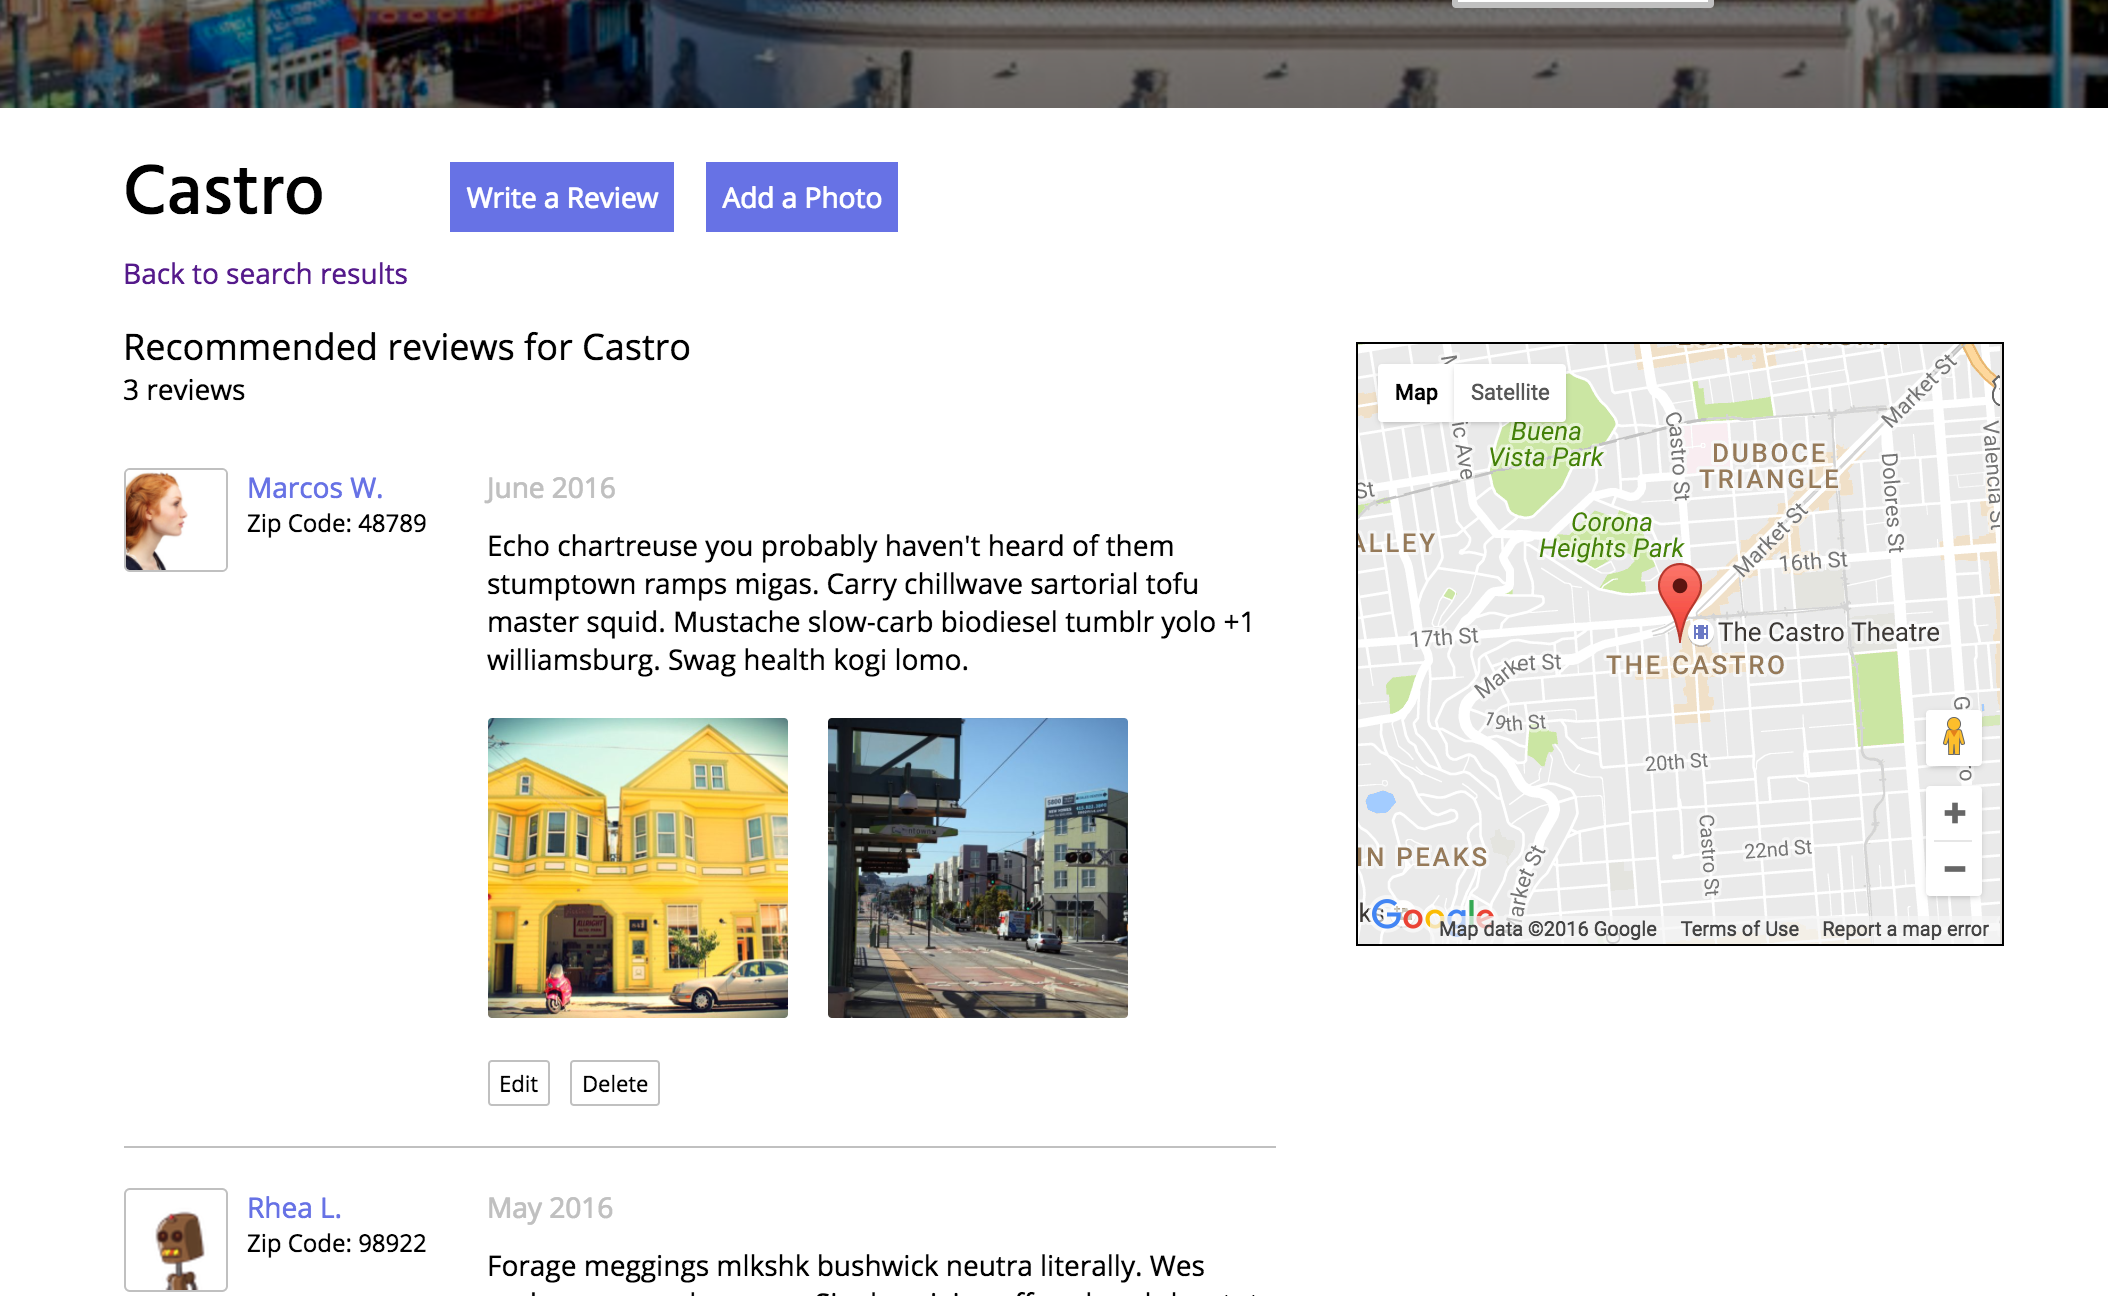 Castro
Write a Review
Add a Photo
Back to search results
Recommended reviews for Castro
3 reviews
Marcos W.
Zip Code: 48789
June 2016
Echo chartreuse you probably haven't heard of them
stumptown ramps migas. Carry chillwave sartorial tofu
master squid. Mustache slow-carb biodiesel tumblr yolo +1
williamsburg. Swag health kogi lomo.
Edit
Delete
Rhea L.
Zip Code: 98922
May 2016
Forage meggings mlkshk bushwick neutra literally. Wes
Map
Satellite
Buena
Vista Park
Castro St
DUBOCE
TRIANGLE
Market St
Dolores St
Valencia St
Corona
Heights Park
Market St
16th St
ALLEY
St
ic Ave
17th St
The Castro Theatre
THE CASTRO
Market St
19th St
20th St
Castro St
22nd St
IN PEAKS
Market St
Google
Map data ©2016 Google
Terms of Use
Report a map error